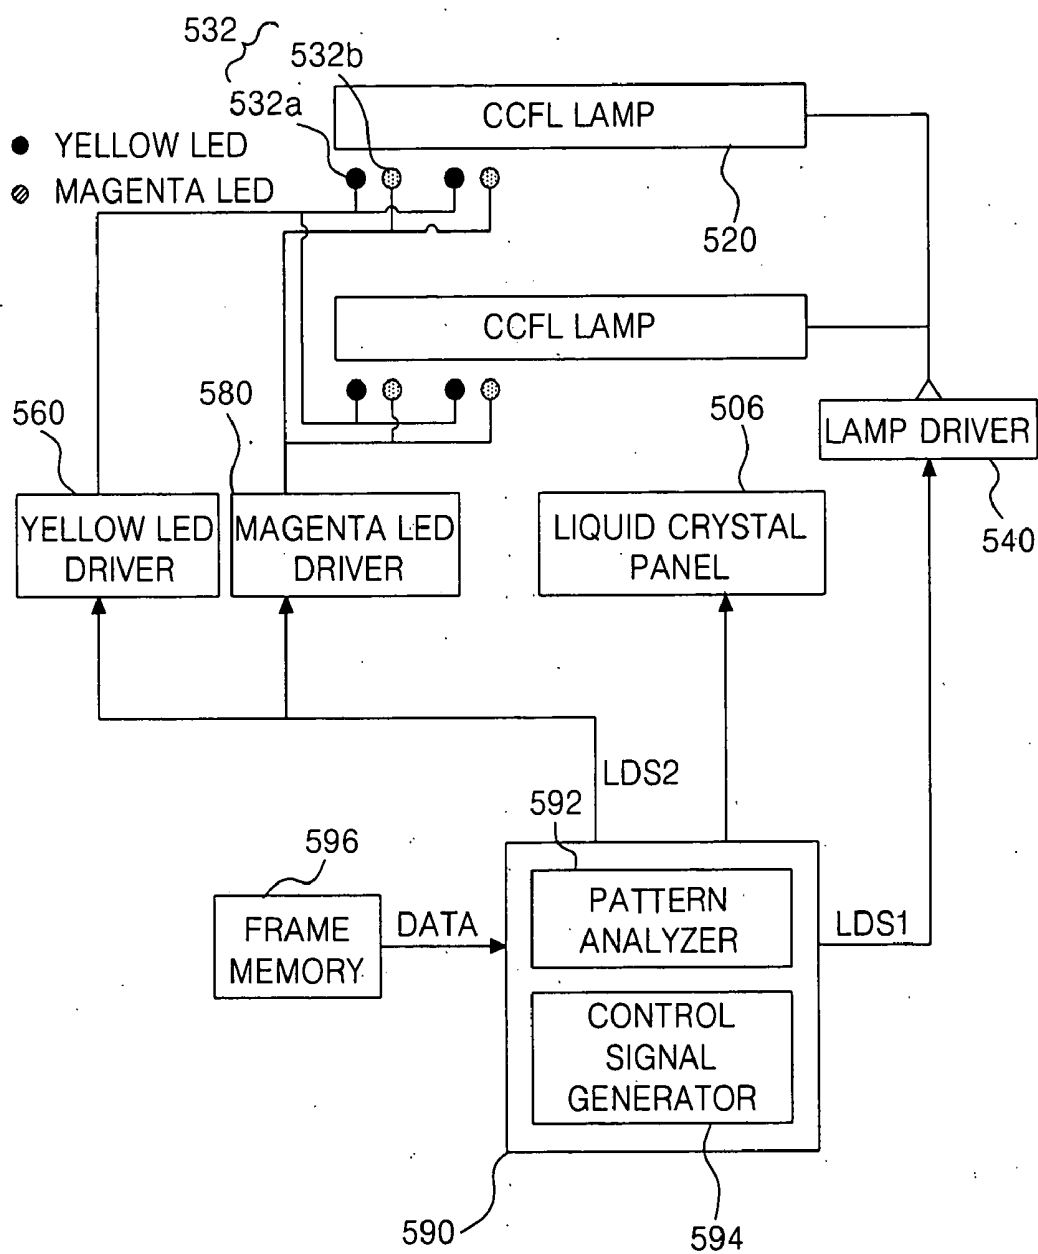 532
532b
532a
CCFL LAMP
YELLOW LED
MAGENTA LED
520
CCFL LAMP
560
580
506
LAMP DRIVER
YELLOW LED
DRIVER
MAGENTA LED
DRIVER
LIQUID CRYSTAL
PANEL
540
LDS2
592
596
PATTERN
ANALYZER
FRAME
MEMORY
DATA
LDS1
CONTROL
SIGNAL
GENERATOR
590
594